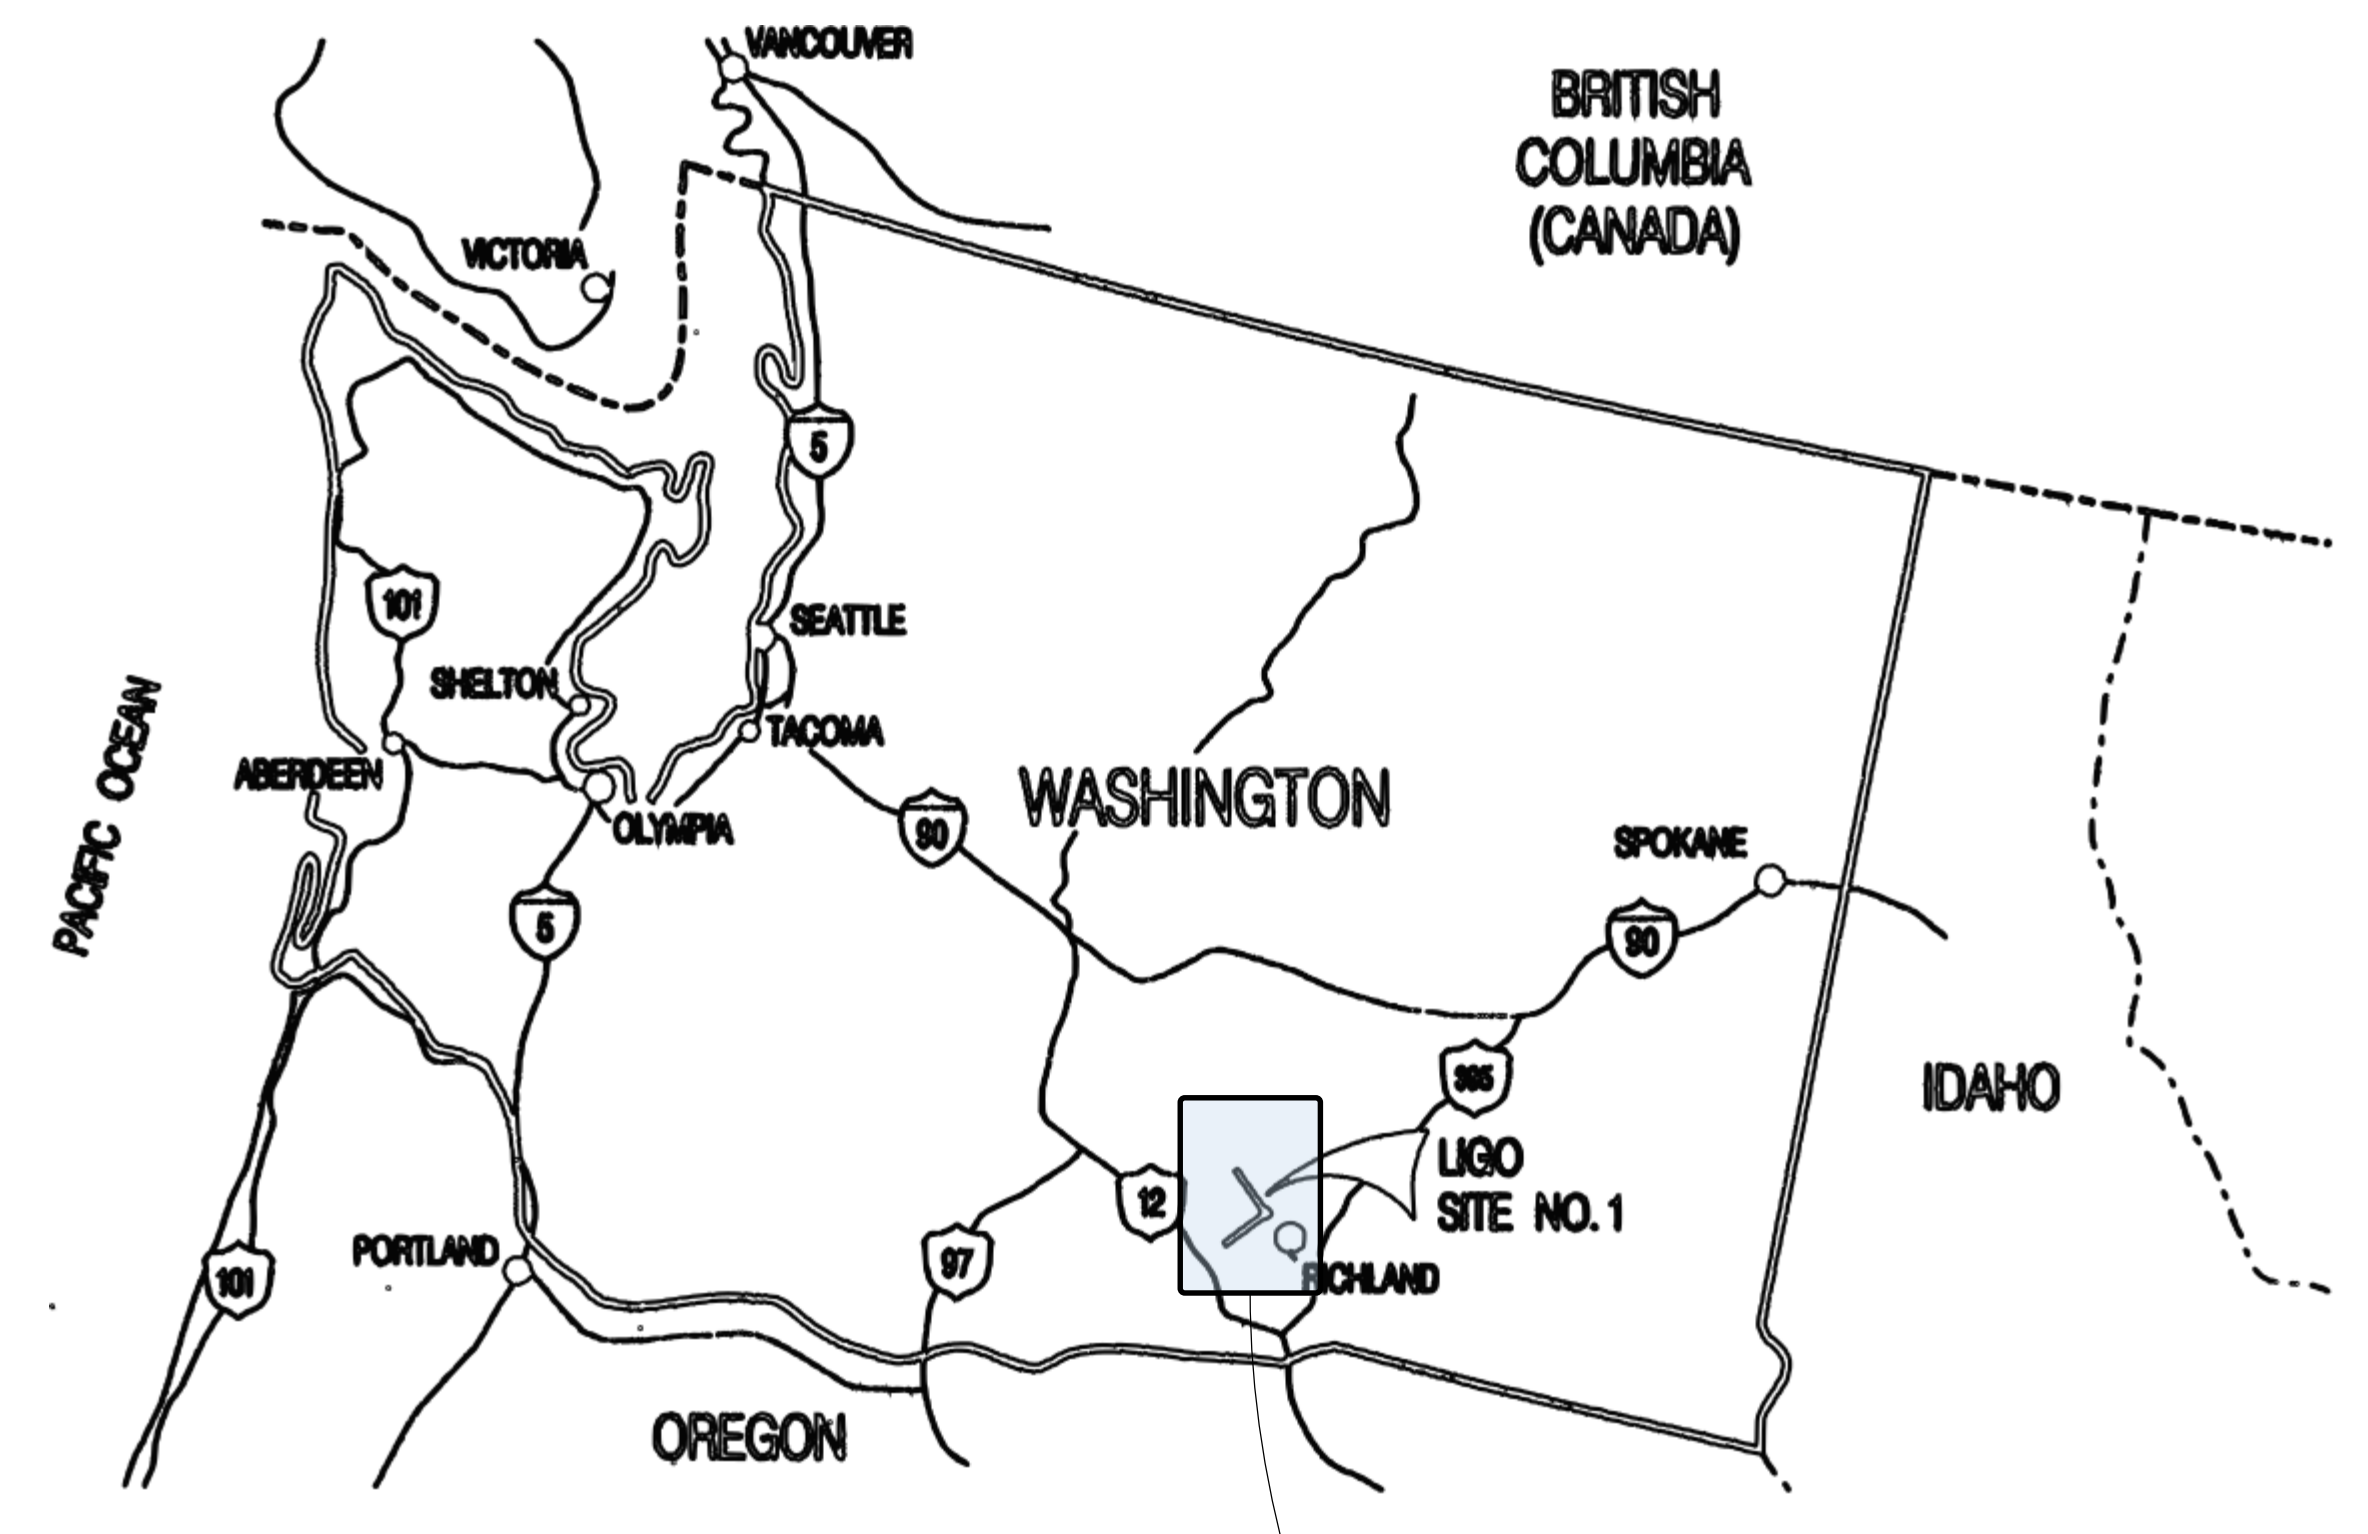 VANCOUVER
BRITISH
COLUMBIA
(CANADA)
VICTORIA
5
101
SEATTLE
SHELTON
TACOMA
PACIFIC OCEAN
ABERDEEN
WASHINGTON
90
OLYMPIA
SPOKANE
5
90
395
IDAHO
LIGO
SITE NO. 1
12
PORTLAND
97
101
RICHLAND
OREGON